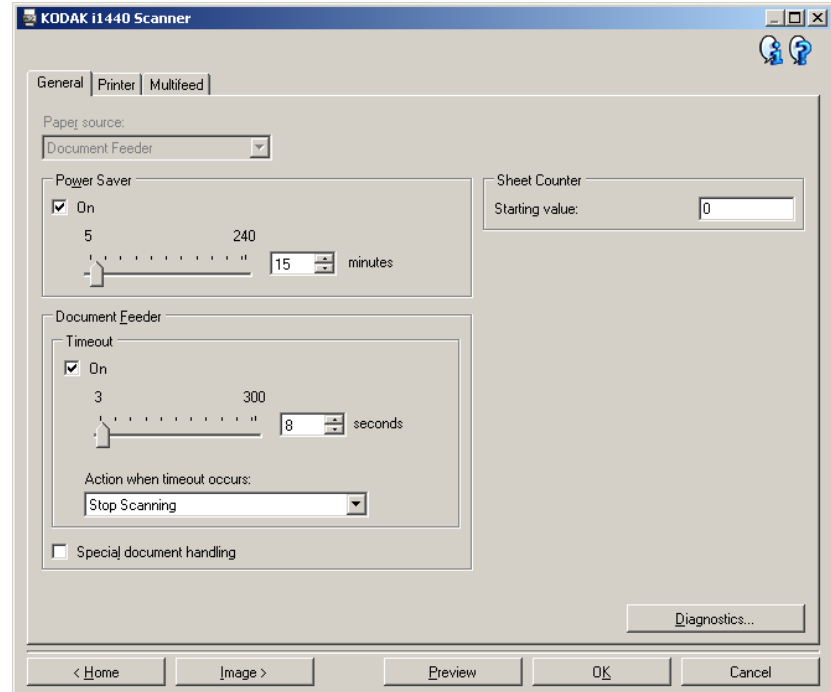 KODAK i1440 Scanner
General Printer Multifeed
Paper source:
Document Feeder
Power Saver
On
5 240
15 minutes
Sheet Counter
Starting value: 0
Document Feeder
Timeout
On
3 300
8 seconds
Action when timeout occurs:
Stop Scanning
Special document handling
Diagnostics...
< Home Image > Preview OK Cancel